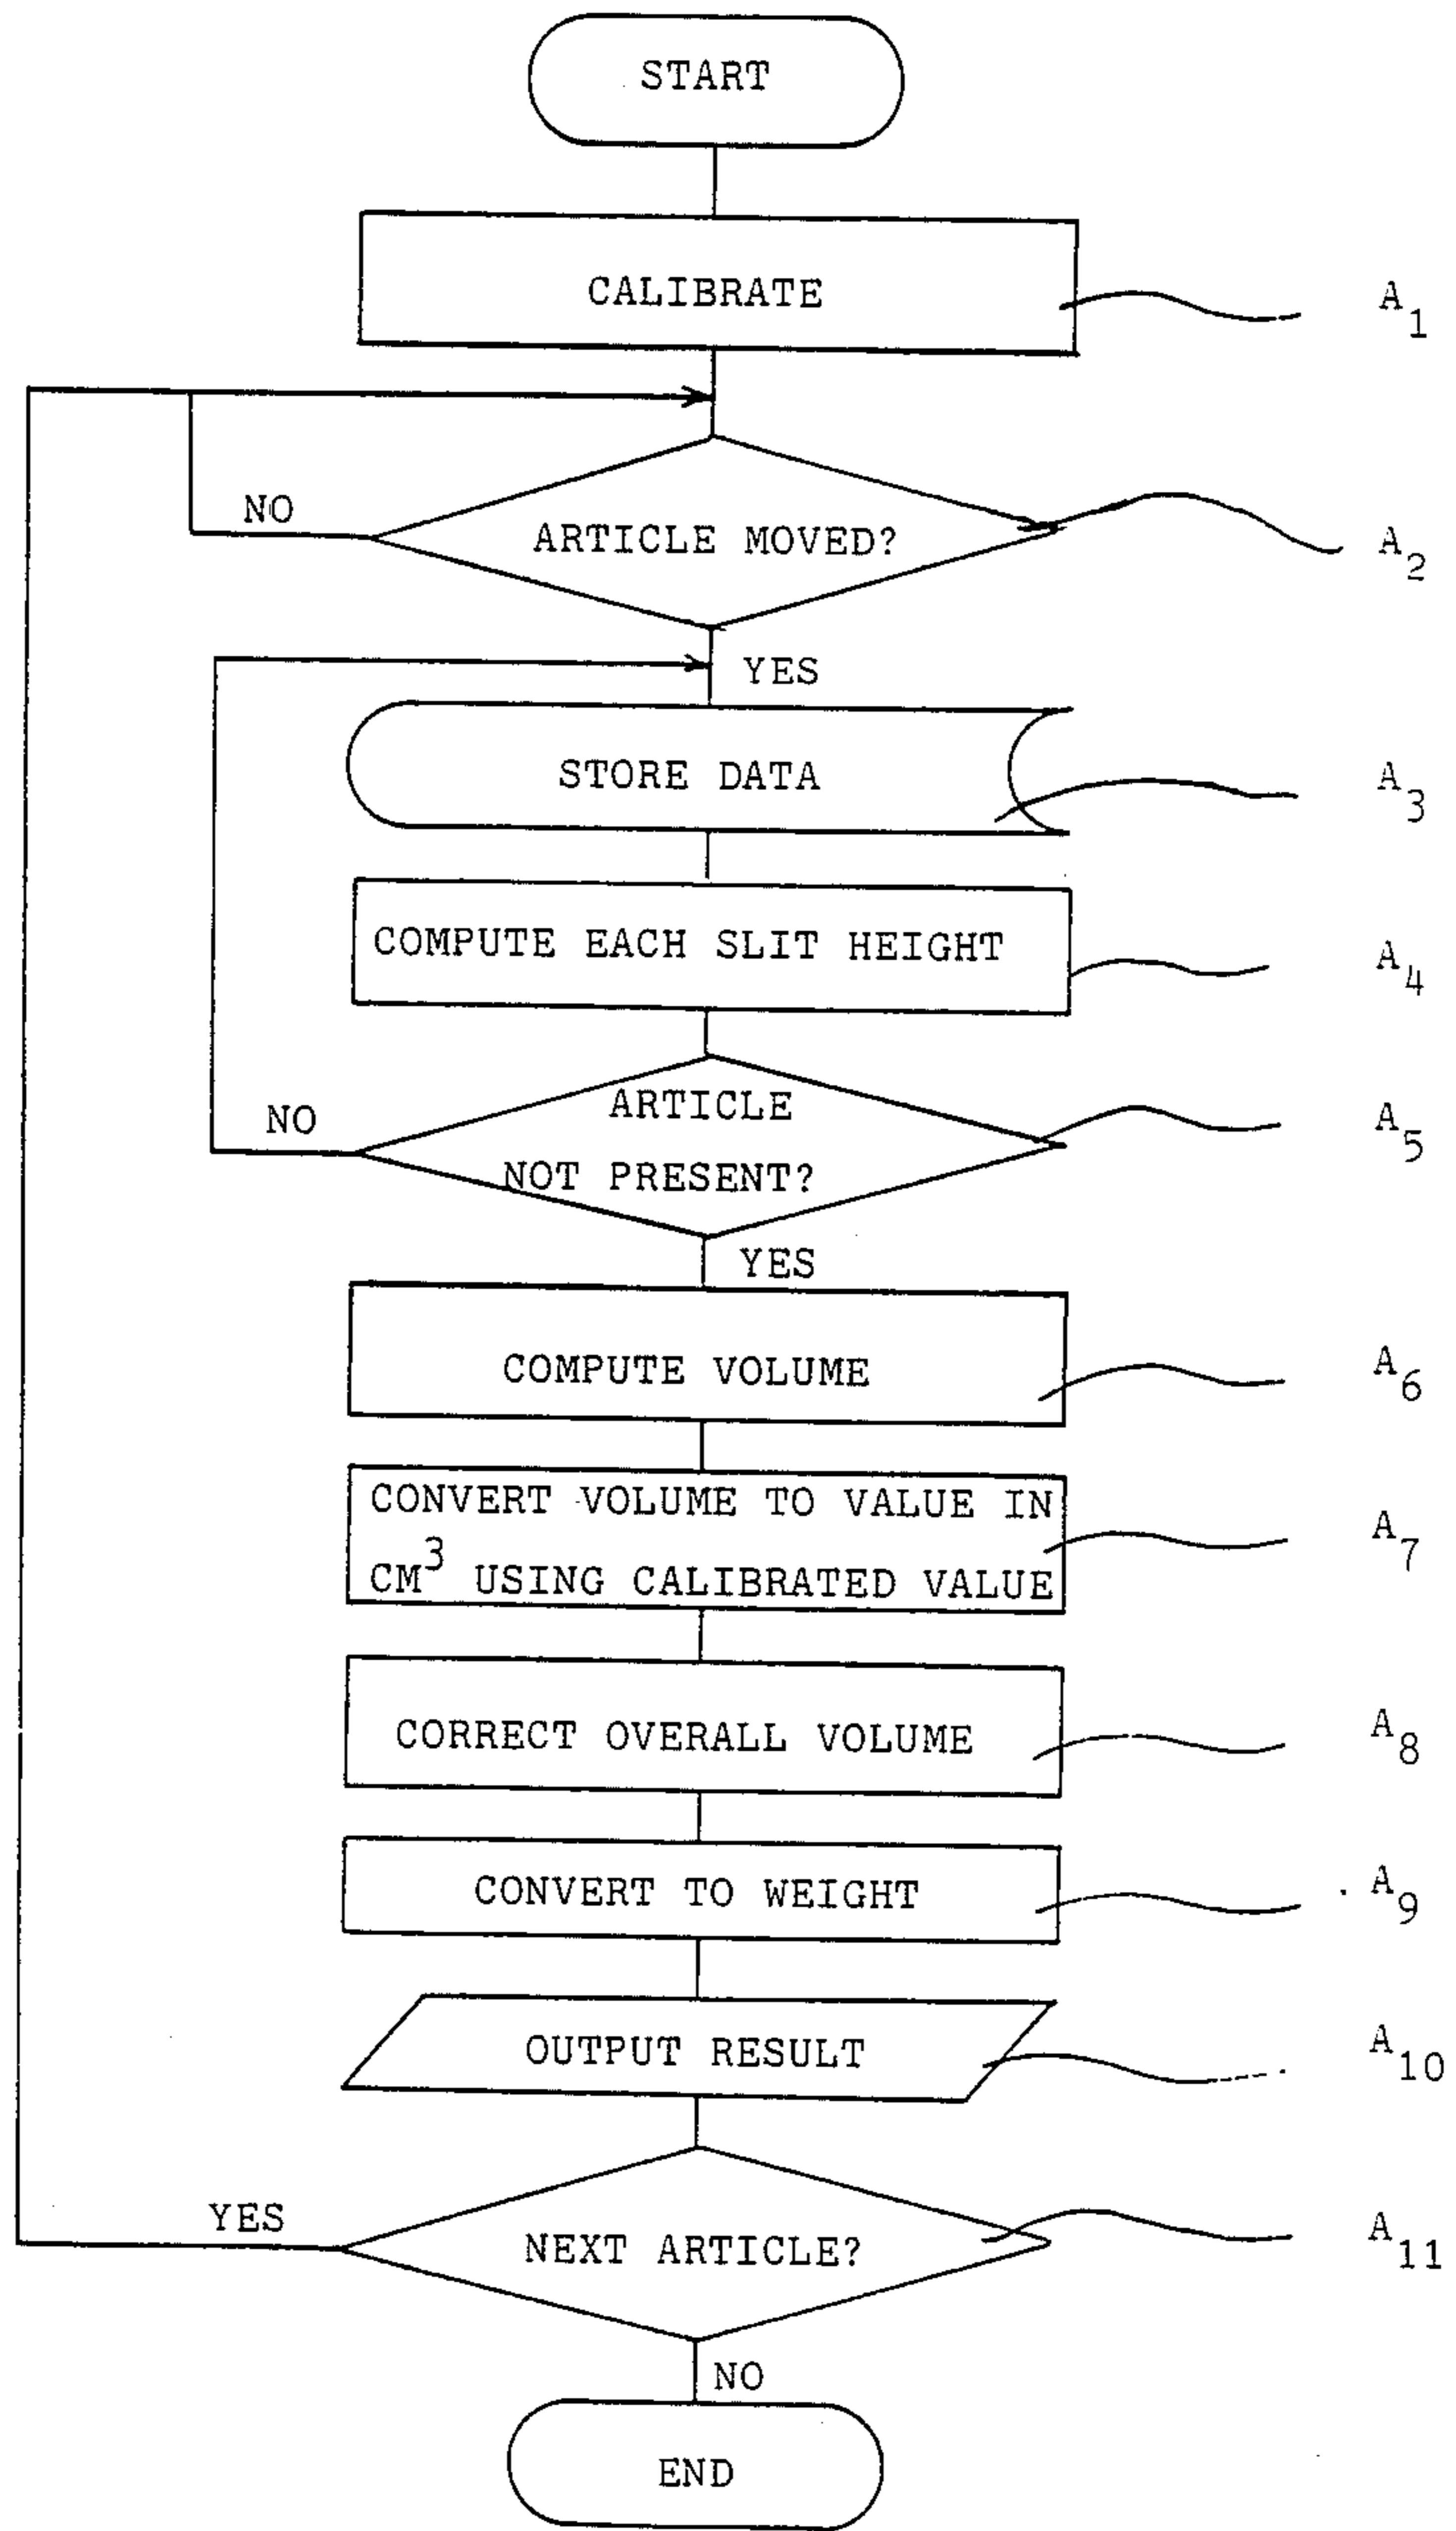 START
CALIBRATE
A1
NO
ARTICLE MOVED?
A2
YES
STORE DATA
A3
COMPUTE EACH SLIT HEIGHT
A4
NO
ARTICLE
NOT PRESENT?
A5
YES
COMPUTE VOLUME
A6
CONVERT VOLUME TO VALUE IN
CM3 USING CALIBRATED VALUE
A7
CORRECT OVERALL VOLUME
A8
CONVERT TO WEIGHT
A9
OUTPUT RESULT
A10
YES
NEXT ARTICLE?
A11
NO
END